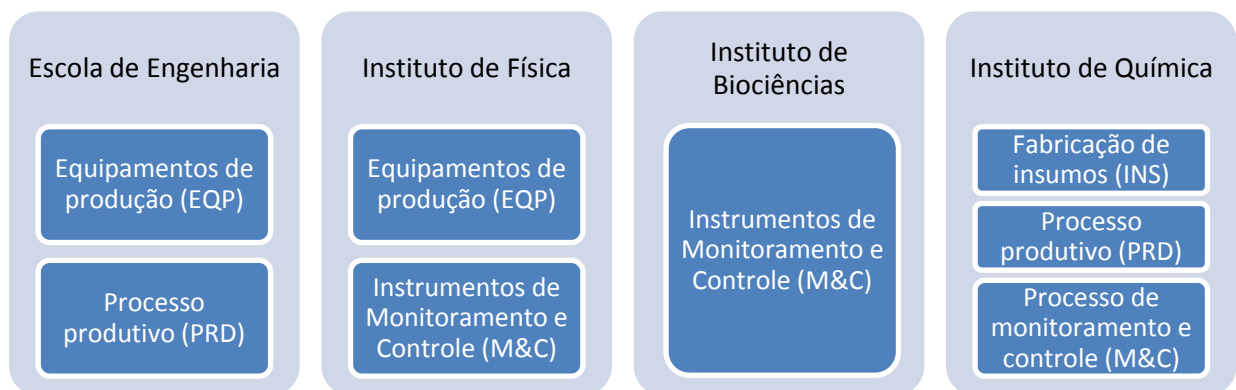 Escola de Engenharia
Equipamentos de
produção (EQP)
Processo
produtivo (PRD)
Instituto de Física
Equipamentos de
produção (EQP)
Instrumentos de
Monitoramento e
Controle (M&C)
Instituto de
Biociências
Instrumentos de
Monitoramento e
Controle (M&C)
Instituto de Química
Fabricação de
insumos (INS)
Processo
produtivo (PRD)
Processo de
monitoramento e
controle (M&C)